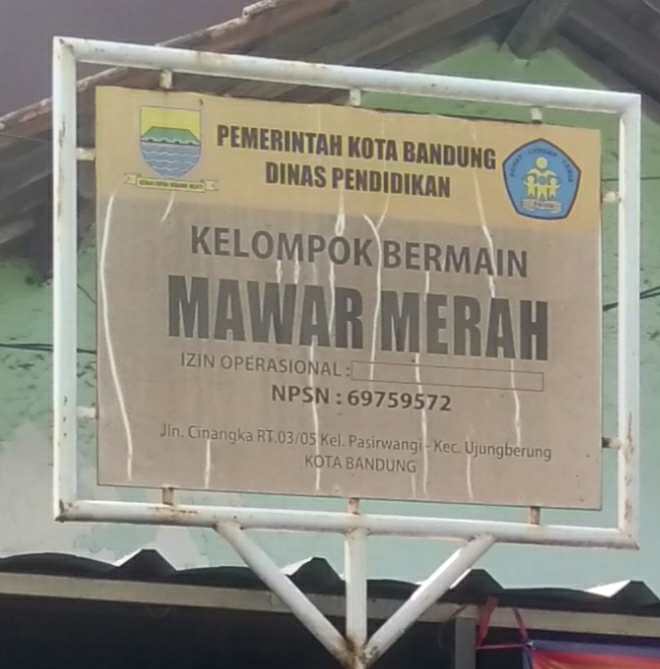 PEMERINTAH KOTA BANDUNG
DINAS PENDIDIKAN
KELOMPOK BERMAIN
MAWAR MERAH
IZIN OPERASIONAL :
NPSN : 69759572
Jln. Cinangka RT.03/05 Kel. Pasirwangi - Kec. Ujungberung
KOTA BANDUNG